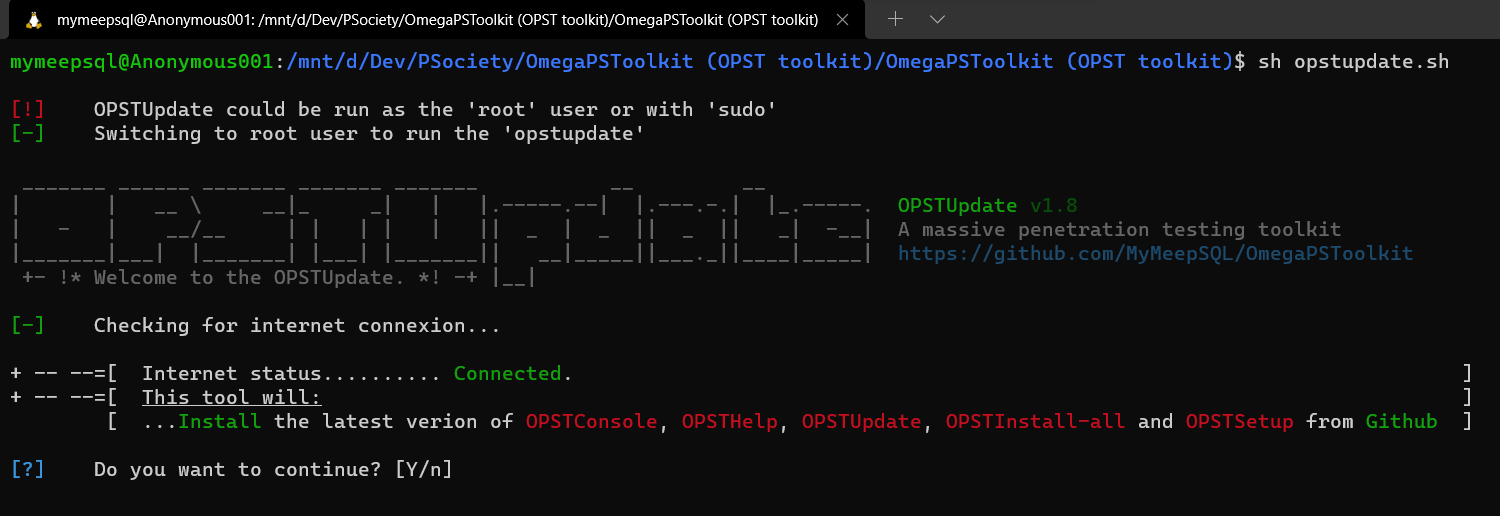 mymeepsql@Anonymous001: /mnt/d/Dev/PSociety/OmegaPSToolkit (OPST toolkit)/OmegaPSToolkit (OPST toolkit)
mymeepsql@Anonymous001:/mnt/d/Dev/PSociety/OmegaPSToolkit (OPST toolkit)/OmegaPSToolkit (OPST toolkit)$ sh opstupdate.sh
[!] OPSTUpdate could be run as the 'root' user or with 'sudo'
[-] Switching to root user to run the 'opstupdate'
OPSTUpdate
OPSTUpdate v1.8
A massive penetration testing toolkit
https://github.com/MyMeepSQL/OmegaPSToolkit
+- !* Welcome to the OPSTUpdate. *! -+
[-] Checking for internet connexion...
+ -- --=[ Internet status.......... Connected. ]
+ -- --=[ This tool will: ]
[ ...Install the latest verion of OPSTConsole, OPSTHelp, OPSTUpdate, OPSTInstall-all and OPSTSetup from Github ]
[?] Do you want to continue? [Y/n]